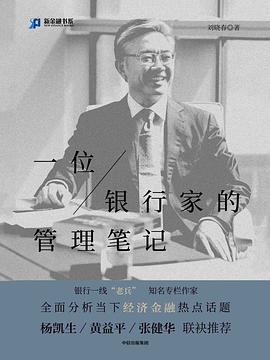 新金融书系
NEW FINANCE BOOKS
刘晓春◎著
一位
银行家的
管理笔记
银行一线“老兵” 知名专栏作家
全面分析当下经济金融热点话题
杨凯生/黄益平/张健华 联袂推荐
中信出版集团